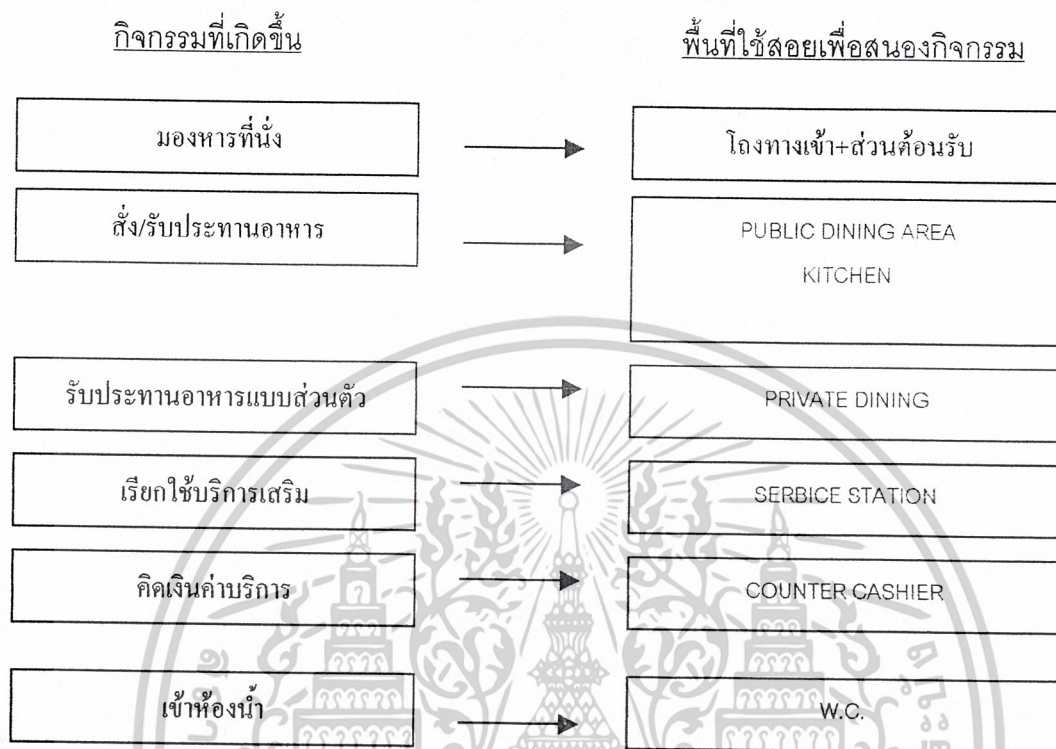 กิจกรรมที่เกิดขึ้น
พื้นที่ใช้สอยเพื่อสนองกิจกรรม
มองหารที่นั่ง
โถงทางเข้า+ส่วนต้อนรับ
สั่ง/รับประทานอาหาร
PUBLIC DINING AREA
KITCHEN
รับประทานอาหารแบบส่วนตัว
PRIVATE DINING
เรียกใช้บริการเสริม
SERBICE STATION
คิดเงินค่าบริการ
COUNTER CASHIER
เข้าห้องน้ำ
W.C.